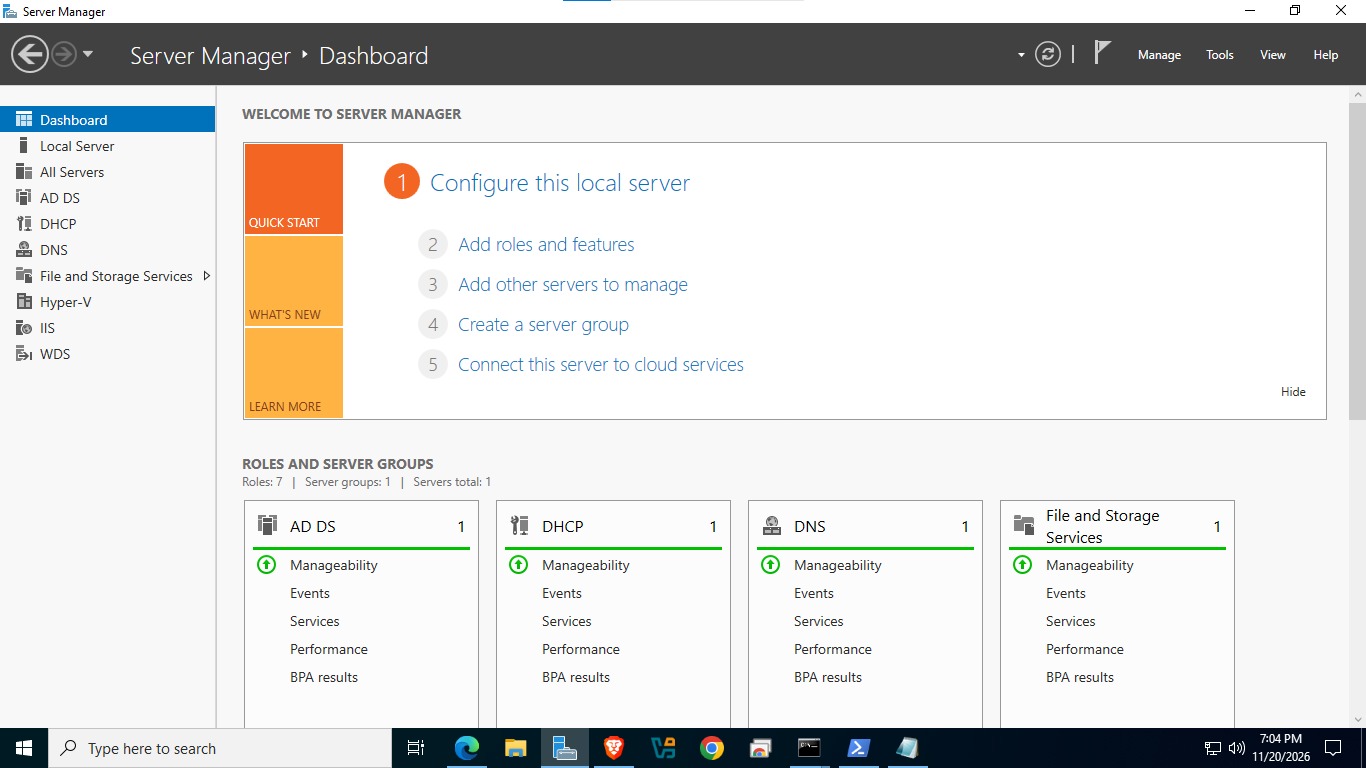 Server Manager
Server Manager ‣ Dashboard
Manage Tools View Help
Dashboard
Local Server
All Servers
AD DS
DHCP
DNS
File and Storage Services
Hyper-V
IIS
WDS
WELCOME TO SERVER MANAGER
QUICK START
WHAT'S NEW
LEARN MORE
1 Configure this local server
2 Add roles and features
3 Add other servers to manage
4 Create a server group
5 Connect this server to cloud services
Hide
ROLES AND SERVER GROUPS
Roles: 7 | Server groups: 1 | Servers total: 1
AD DS 1
Manageability
Events
Services
Performance
BPA results
DHCP 1
Manageability
Events
Services
Performance
BPA results
DNS 1
Manageability
Events
Services
Performance
BPA results
File and Storage
Services 1
Manageability
Events
Services
Performance
BPA results
Type here to search
7:04 PM
11/20/2026